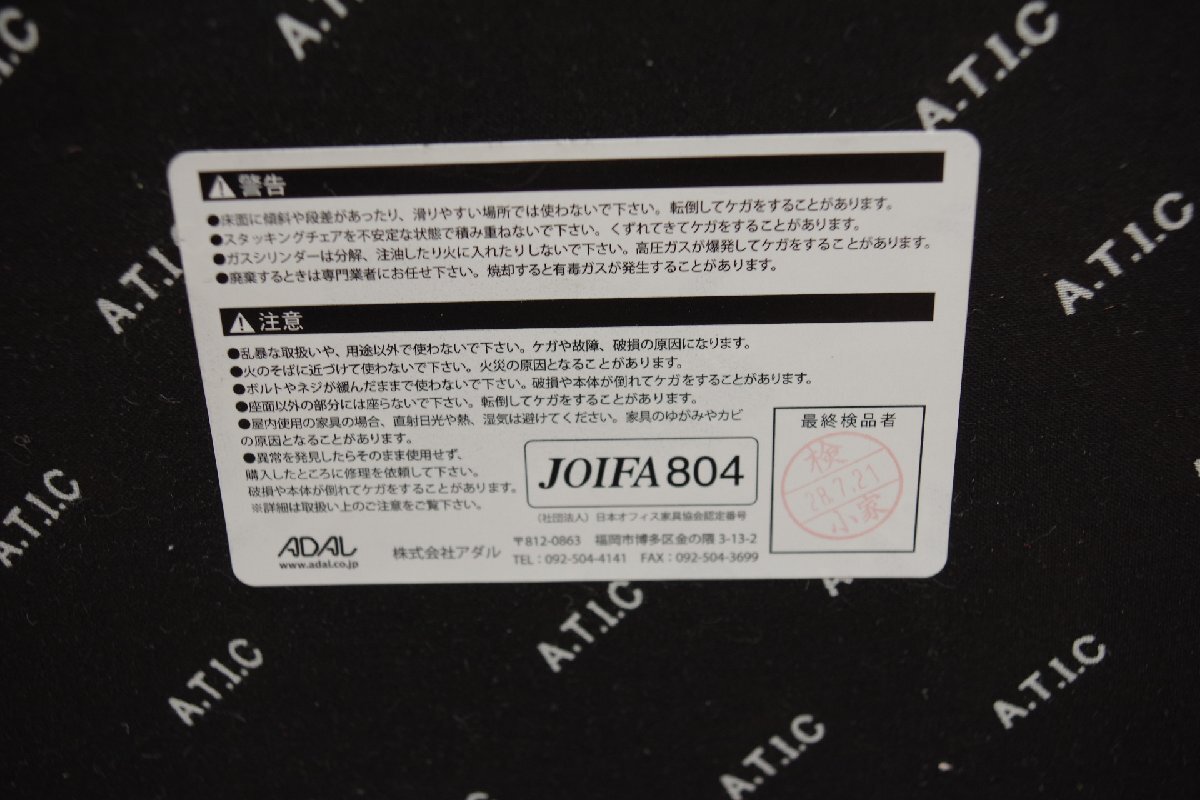 A.T.I.C
A.T.I.C
A.T.I.C
A.T.I.C
⚠警告
●床面に傾斜や段差があったり、滑りやすい場所では使わないで下さい。転倒してケガをすることがあります。
●スタッキングチェアを不安定な状態で積み重ねないで下さい。くずれてきてケガをすることがあります。
●ガスシリンダーは分解、注油したり火に入れたりしないで下さい。高圧ガスが爆発してケガをすることがあります。
●廃棄するときは専門業者にお任せ下さい。焼却すると有毒ガスが発生することがあります。
⚠注意
●乱暴な取扱いや、用途以外で使わないで下さい。ケガや故障、破損の原因になります。
●火のそばに近づけて使わないで下さい。火災の原因となることがあります。
●ボルトやネジが緩んだままで使わないで下さい。破損や本体が倒れてケガをすることがあります。
●座面以外の部分には座らないで下さい。転倒してケガをすることがあります。
●屋内使用の家具の場合、直射日光や熱、湿気は避けてください。家具のゆがみやカビ
の原因となることがあります。
●異常を発見したらそのまま使用せず、
購入したところに修理を依頼して下さい。
破損や本体が倒れてケガをすることがあります。
※詳細は取扱い上のご注意をご覧下さい。
JOIFA804
（社団法人）日本オフィス家具協会認定番号
最終検品者
検
28.7.21
小家
ADAL
www.adal.co.jp
株式会社アダル
〒812-0863 福岡市博多区金の隈 3-13-2
TEL：092-504-4141 FAX：092-504-3699
A.T.I.C
A.T.I.C
A.T.I.C
A.T.I.C
A.T.I.C